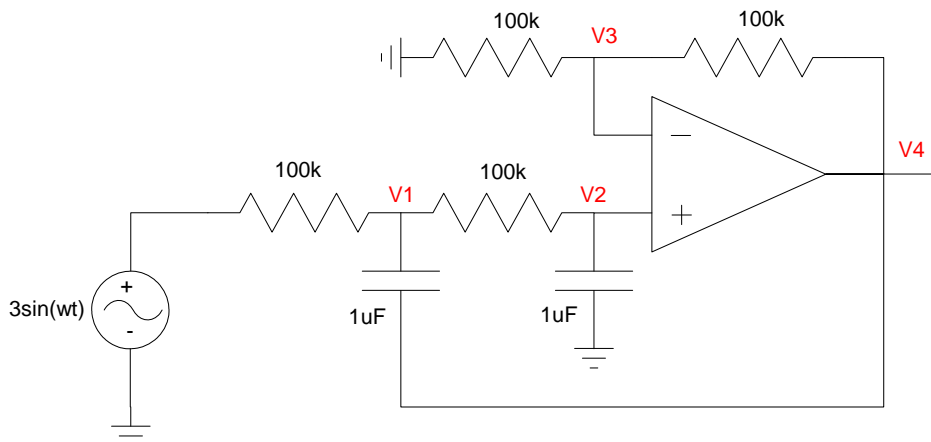 100k
100k
V3
V4
100k
100k
V1
V2
−
+
+
-
3sin(wt)
1uF
1uF